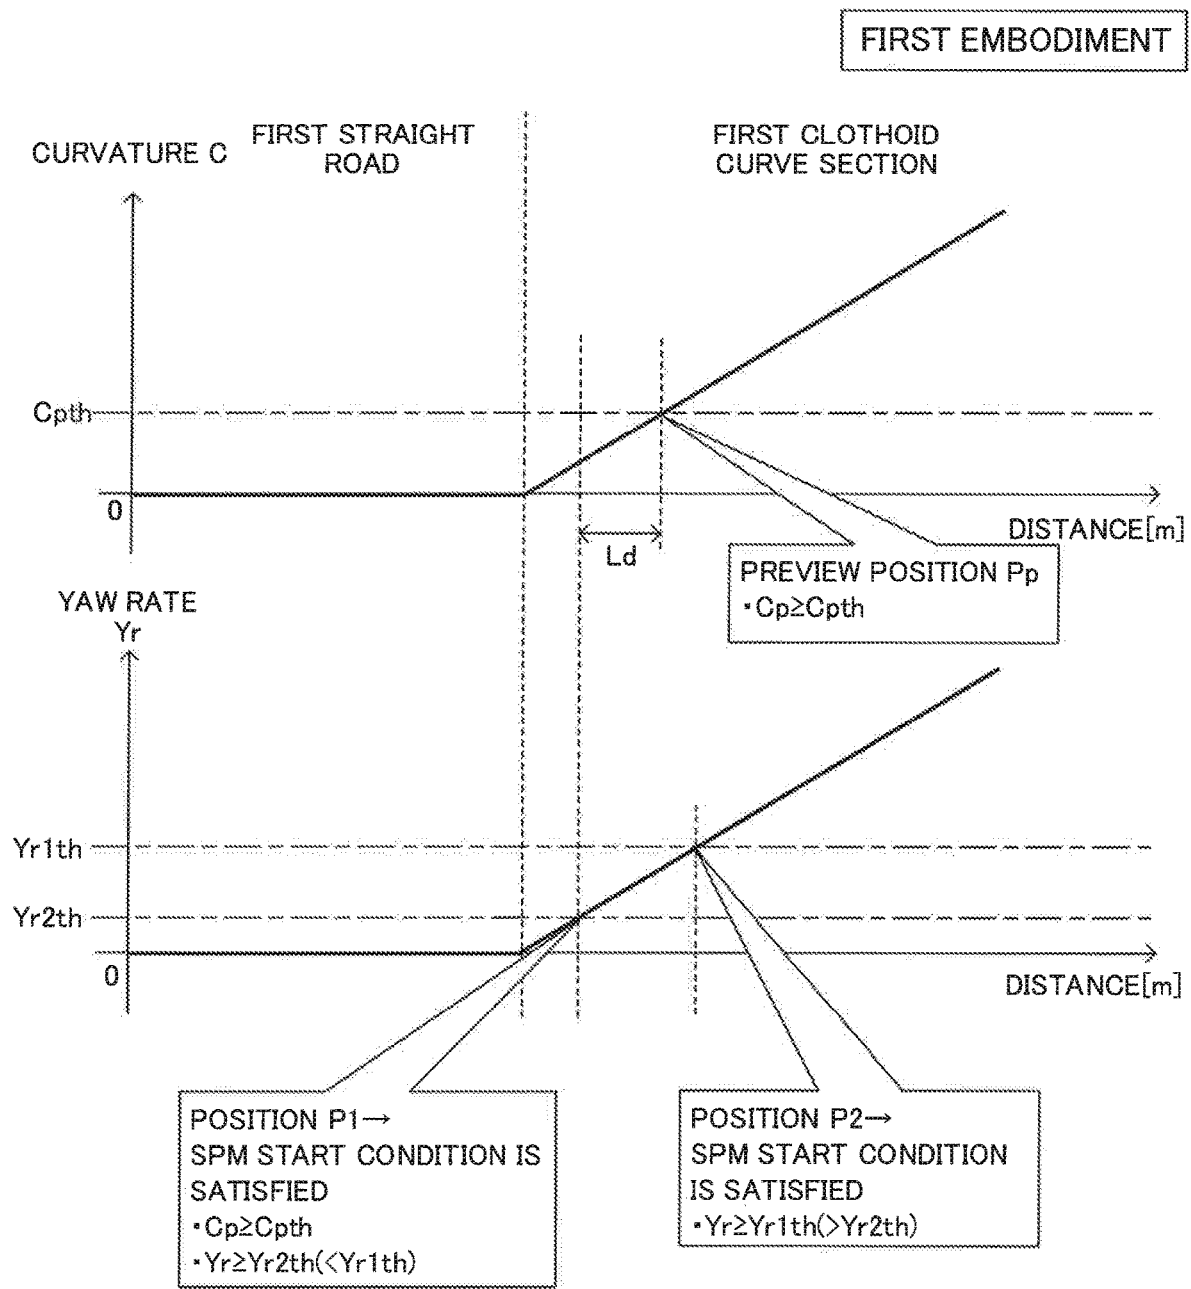 FIRST EMBODIMENT
FIRST STRAIGHT
ROAD
FIRST CLOTHOID
CURVE SECTION
CURVATURE C
Cpth
0
DISTANCE[m]
Ld
PREVIEW POSITION Pp
・Cp≥Cpth
YAW RATE
Yr
Yr1th
Yr2th
0
DISTANCE[m]
POSITION P1→
SPM START CONDITION IS
SATISFIED
・Cp≥Cpth
・Yr≥Yr2th(<Yr1th)
POSITION P2→
SPM START CONDITION
IS SATISFIED
・Yr≥Yr1th(>Yr2th)